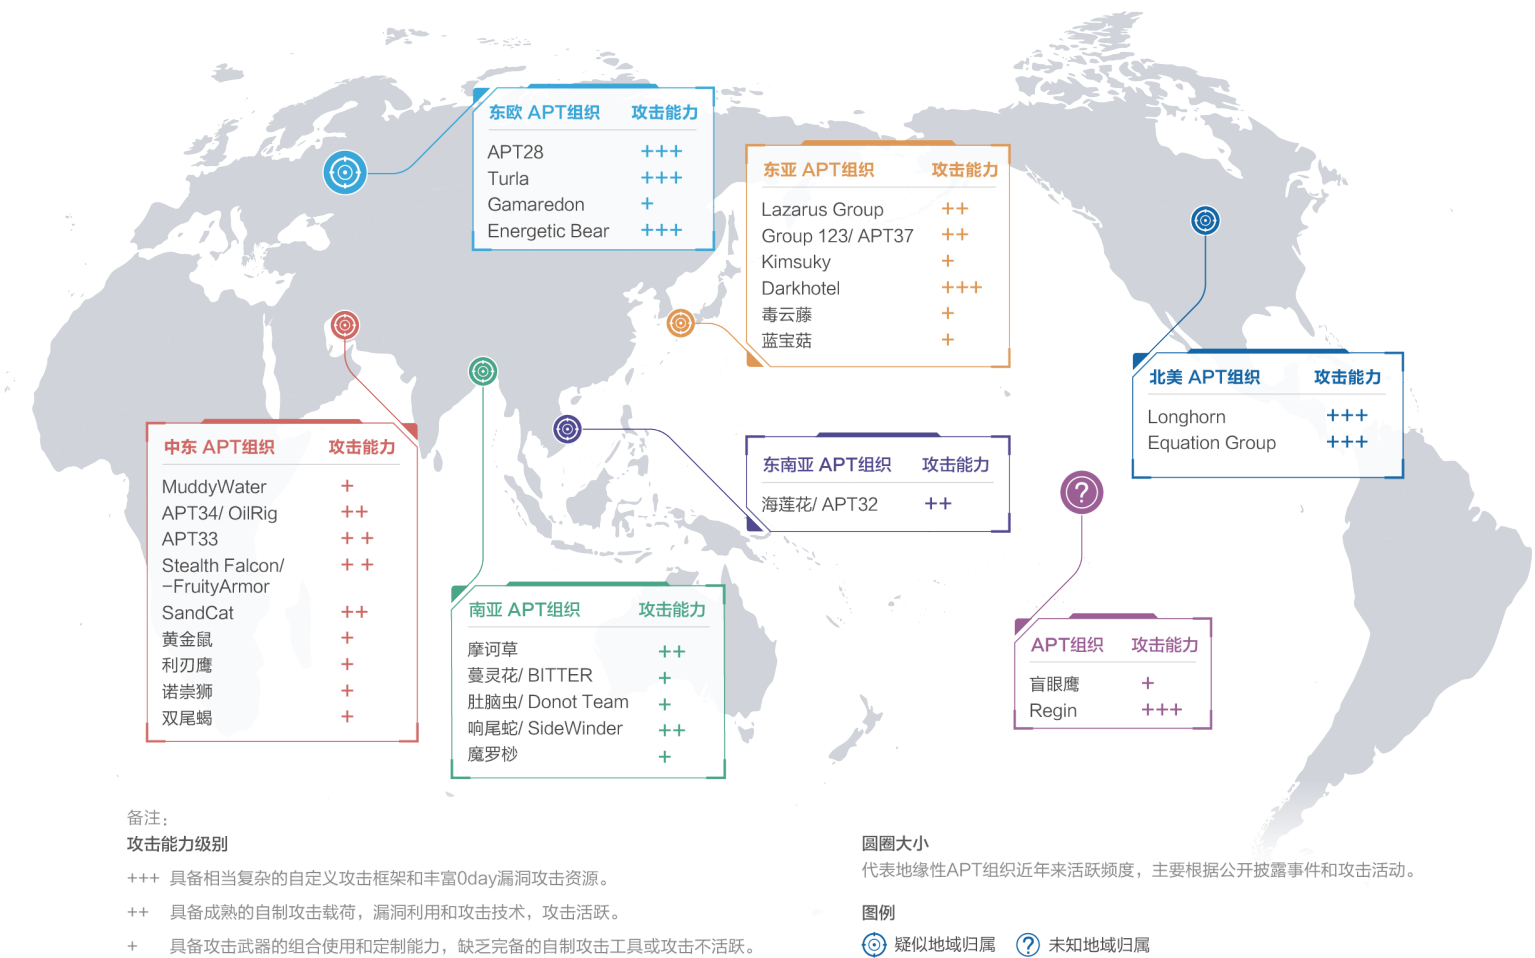 东欧 APT组织 攻击能力
APT28 +++
Turla +++
Gamaredon +
Energetic Bear +++
东亚 APT组织 攻击能力
Lazarus Group ++
Group 123/ APT37 ++
Kimsuky +
Darkhotel +++
毒云藤 +
蓝宝菇 +
北美 APT组织 攻击能力
Longhorn +++
Equation Group +++
中东 APT组织 攻击能力
MuddyWater +
APT34/ OilRig ++
APT33 + +
Stealth Falcon/ + +
–FruityArmor
SandCat ++
黄金鼠 +
利刃鹰 +
诺崇狮 +
双尾蝎 +
东南亚 APT组织 攻击能力
海莲花/ APT32 ++
?
南亚 APT组织 攻击能力
摩诃草 ++
蔓灵花/ BITTER +
肚脑虫/ Donot Team +
响尾蛇/ SideWinder ++
魔罗桫 +
APT组织 攻击能力
盲眼鹰 +
Regin +++
备注：
攻击能力级别
+++ 具备相当复杂的自定义攻击框架和丰富0day漏洞攻击资源。
++ 具备成熟的自制攻击载荷，漏洞利用和攻击技术，攻击活跃。
+ 具备攻击武器的组合使用和定制能力，缺乏完备的自制攻击工具或攻击不活跃。
圆圈大小
代表地缘性APT组织近年来活跃频度，主要根据公开披露事件和攻击活动。
图例
疑似地域归属 ? 未知地域归属